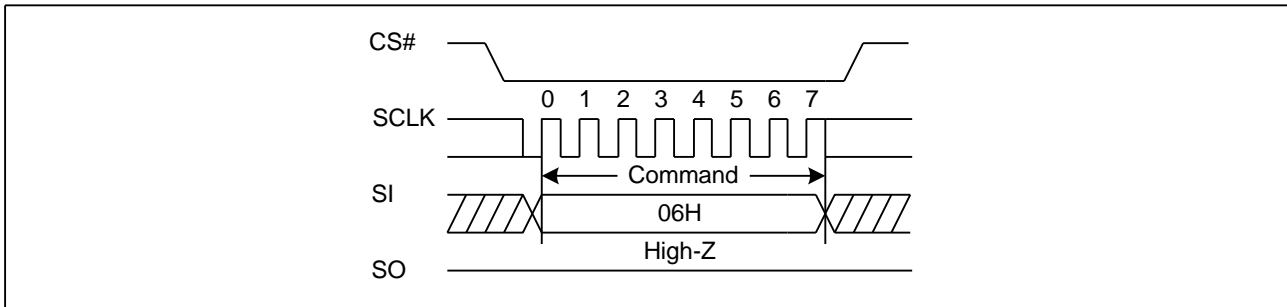 CS#
0 1 2 3 4 5 6 7
SCLK
Command
SI
06H
High-Z
SO